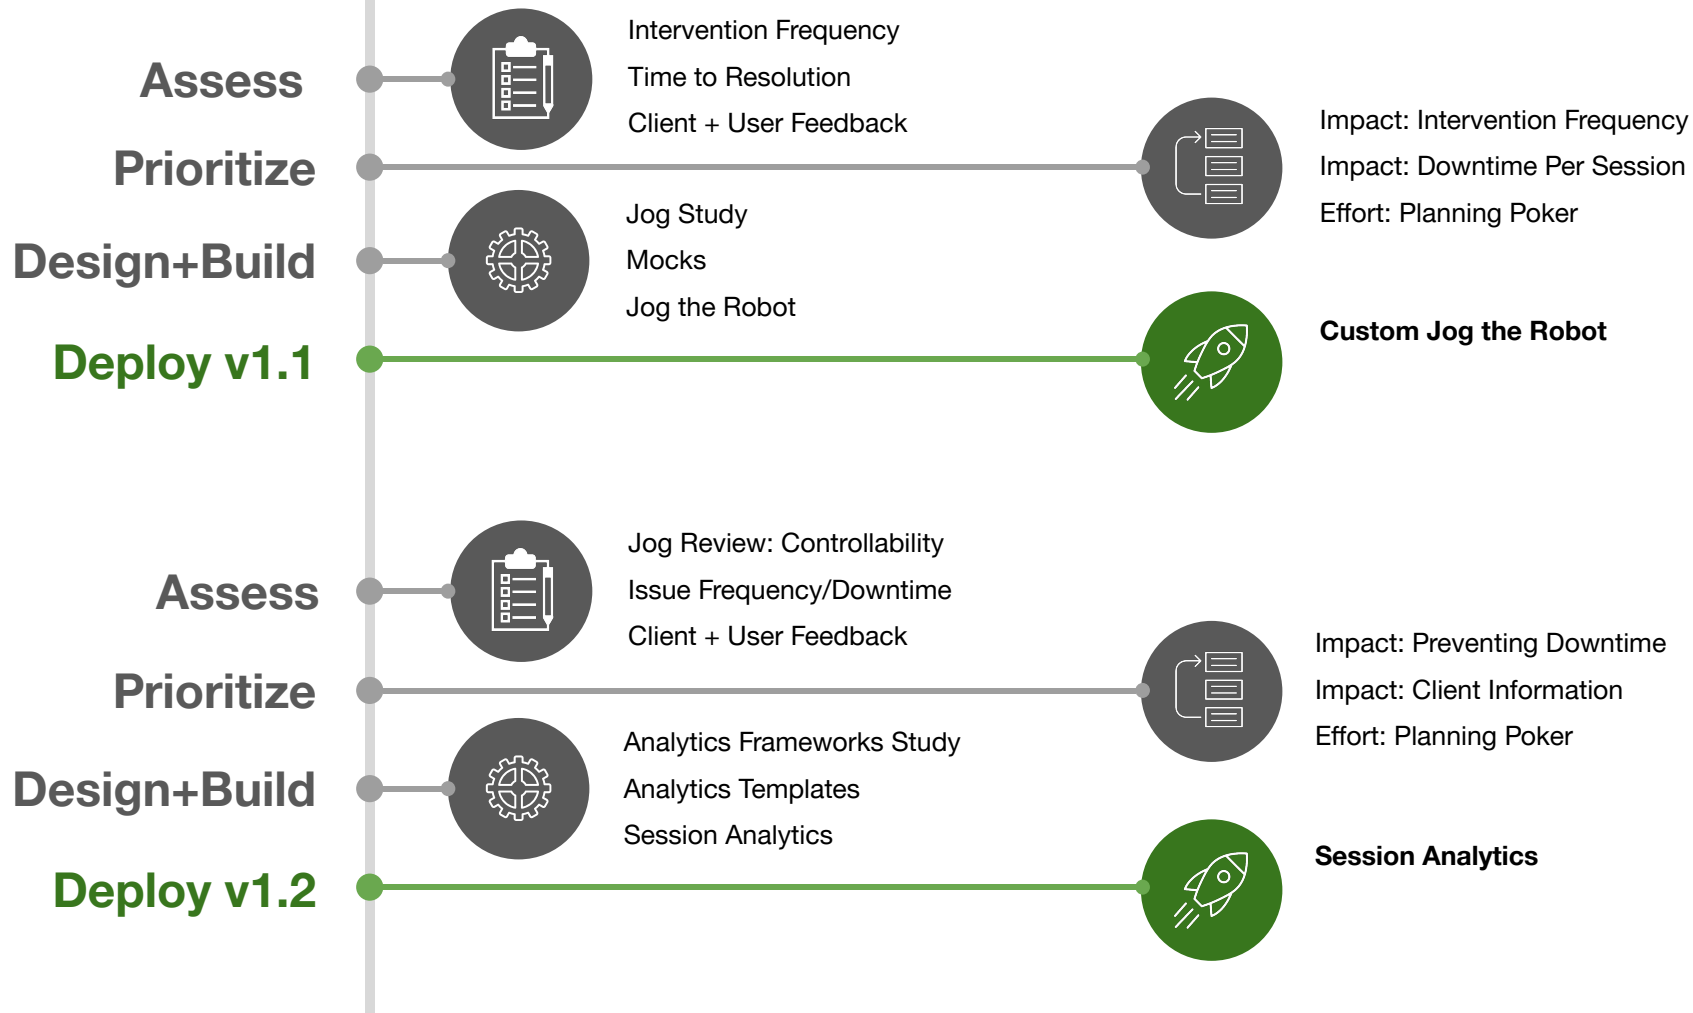 Assess
Intervention Frequency
Time to Resolution
Client + User Feedback
Prioritize
Impact: Intervention Frequency
Impact: Downtime Per Session
Effort: Planning Poker
Design+Build
Jog Study
Mocks
Jog the Robot
Deploy v1.1
Custom Jog the Robot
Assess
Jog Review: Controllability
Issue Frequency/Downtime
Client + User Feedback
Prioritize
Impact: Preventing Downtime
Impact: Client Information
Effort: Planning Poker
Design+Build
Analytics Frameworks Study
Analytics Templates
Session Analytics
Deploy v1.2
Session Analytics